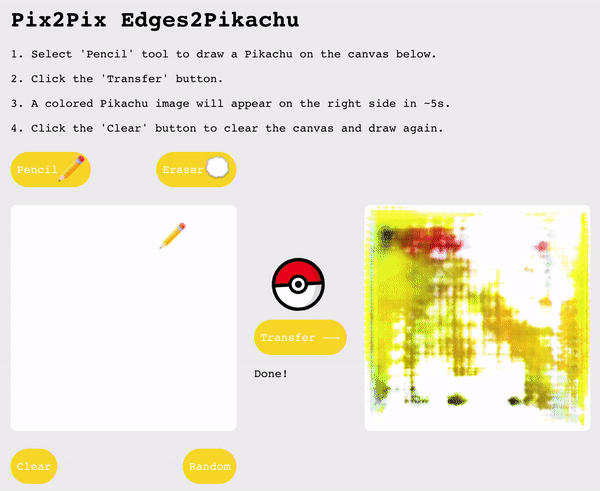 Pix2Pix Edges2Pikachu
1. Select 'Pencil' tool to draw a Pikachu on the canvas below.
2. Click the 'Transfer' button.
3. A colored Pikachu image will appear on the right side in ~5s.
4. Click the 'Clear' button to clear the canvas and draw again.
Pencil
Eraser
Transfer ⟶
Done!
Clear
Random